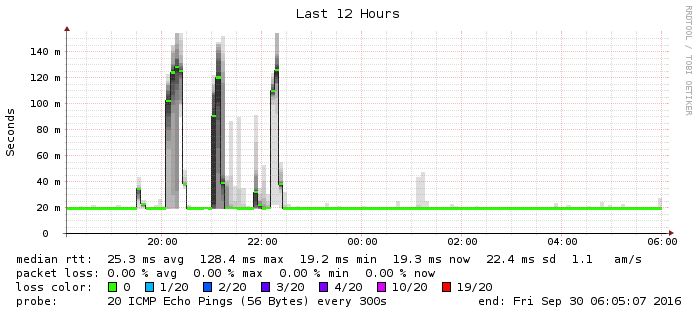 Last 12 Hours
RRDTOOL / TOBI OETIKER
Seconds
140 m
120 m
100 m
80 m
60 m
40 m
20 m
0
20:00 22:00 00:00 02:00 04:00 06:00
median rtt: 25.3 ms avg 128.4 ms max 19.2 ms min 19.3 ms now 22.4 ms sd 1.1 am/s
packet loss: 0.00 % avg 0.00 % max 0.00 % min 0.00 % now
loss color: 0 1/20 2/20 3/20 4/20 10/20 19/20
probe: 20 ICMP Echo Pings (56 Bytes) every 300s end: Fri Sep 30 06:05:07 2016